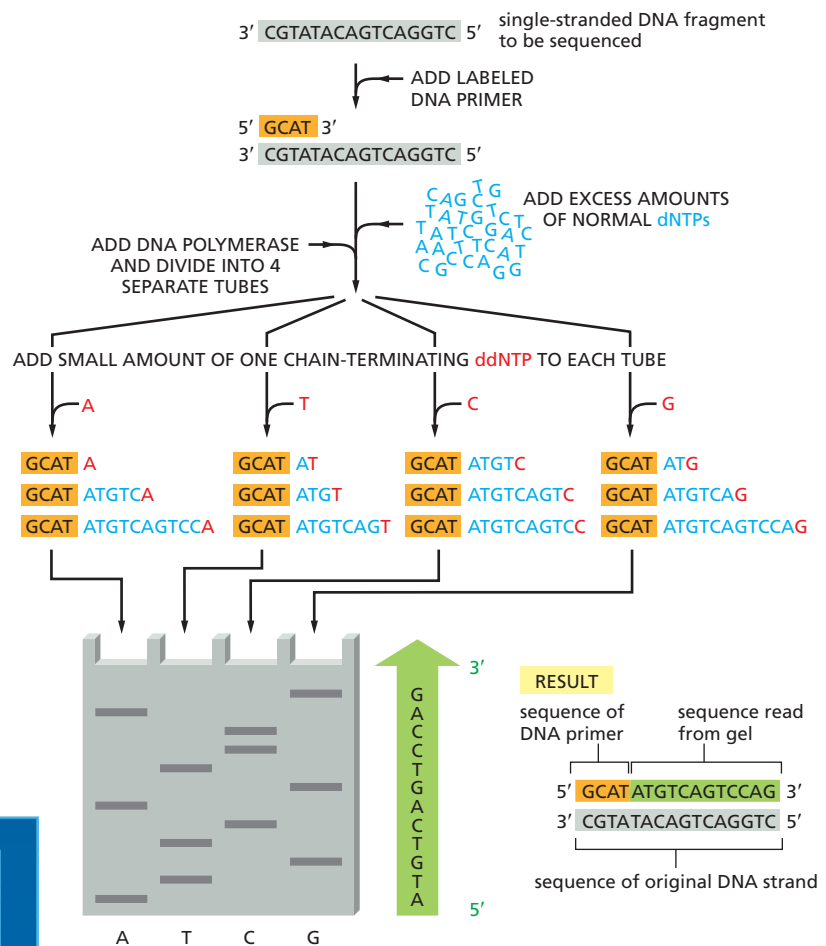 3′ CGTATACAGTCAGGTC 5′
single-stranded DNA fragment
to be sequenced
ADD LABELED
DNA PRIMER
5′ GCAT 3′
3′ CGTATACAGTCAGGTC 5′
ADD EXCESS AMOUNTS
OF NORMAL dNTPs
ADD DNA POLYMERASE
AND DIVIDE INTO 4
SEPARATE TUBES
ADD SMALL AMOUNT OF ONE CHAIN-TERMINATING ddNTP TO EACH TUBE
A T C G
GCAT A
GCAT ATGTCA
GCAT ATGTCAGTCCA
GCAT AT
GCAT ATGT
GCAT ATGTCAGT
GCAT ATGTC
GCAT ATGTCAGTC
GCAT ATGTCAGTCC
GCAT ATG
GCAT ATGTCAG
GCAT ATGTCAGTCCAG
A T C G
3′
G
A
C
C
T
G
A
C
T
G
T
A
5′
RESULT
sequence of
DNA primer
sequence read
from gel
5′ GCATATGTCAGTCCAG 3′
3′ CGTATACAGTCAGGTC 5′
sequence of original DNA strand